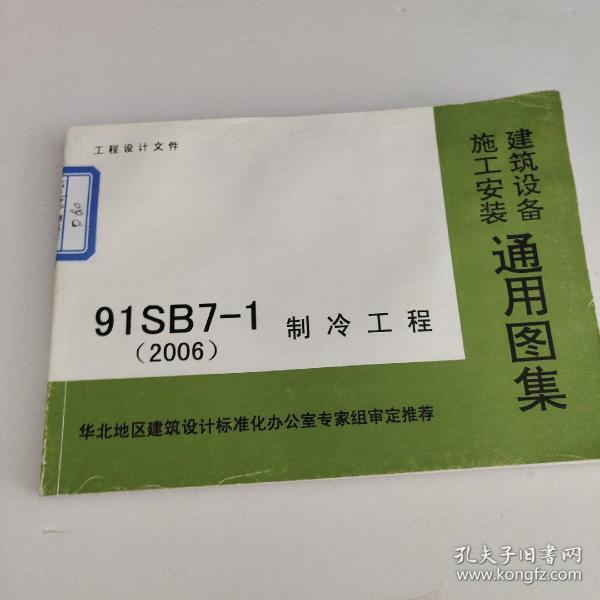 工程设计文件
建筑设备
施工安装
通用图集
91SB7-1 制冷工程
(2006)
华北地区建筑设计标准化办公室专家组审定推荐
孔夫子旧书网
www.kongfz.com